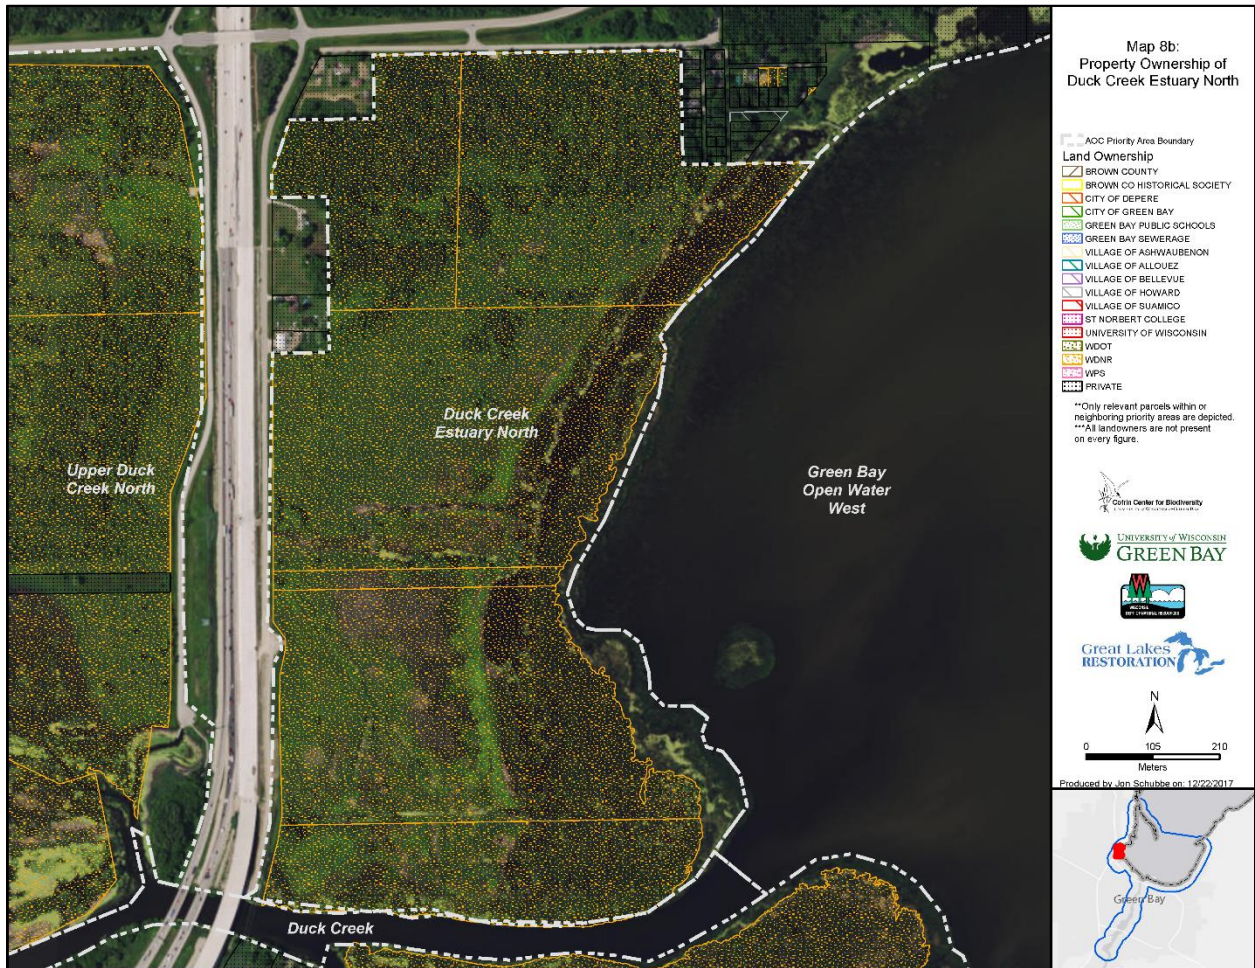 Map 8b:
Property Ownership of
Duck Creek Estuary North
AOC Priority Area Boundary
Land Ownership
BROWN COUNTY
BROWN CO HISTORICAL SOCIETY
CITY OF DEPERE
CITY OF GREEN BAY
GREEN BAY PUBLIC SCHOOLS
GREEN BAY SEWERAGE
VILLAGE OF ASHWAUBENON
VILLAGE OF ALLOUEZ
VILLAGE OF BELLEVUE
VILLAGE OF HOWARD
VILLAGE OF SUAMICO
ST NORBERT COLLEGE
UNIVERSITY OF WISCONSIN
WDOT
WDNR
WPS
PRIVATE
**Only relevant parcels within or
neighboring priority areas are depicted.
***All landowners are not present
on every figure.
Cofrin Center for Biodiversity
UNIVERSITY of WISCONSIN
GREEN BAY
Great Lakes
RESTORATION
N
0 105 210
Meters
Produced by Jon Schubbe on: 12/22/2017
Green Bay
Duck Creek
Estuary North
Upper Duck
Creek North
Green Bay
Open Water
West
Duck Creek